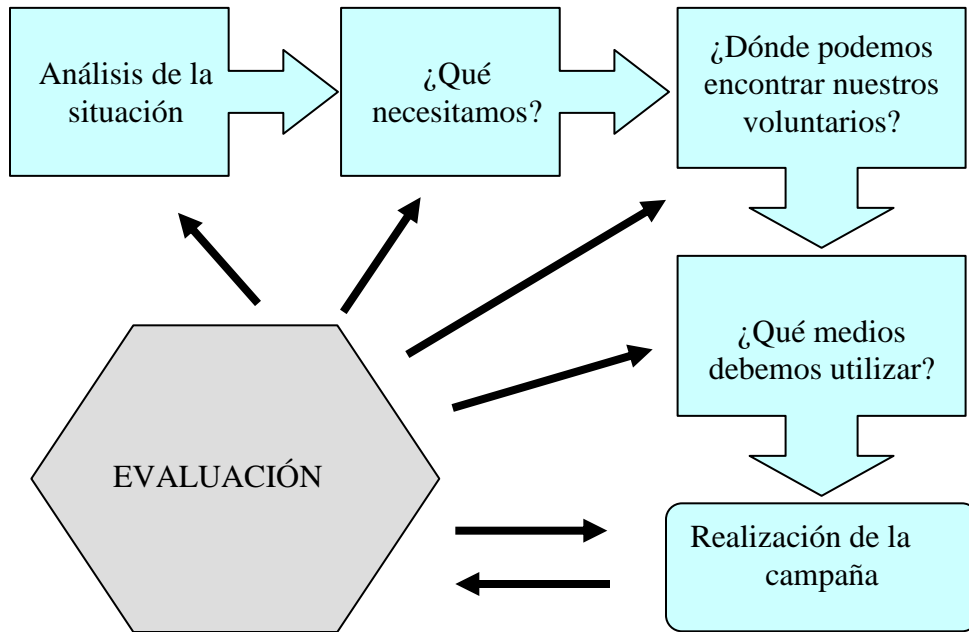 Análisis de la
situación
¿Qué
necesitamos?
¿Dónde podemos
encontrar nuestros
voluntarios?
¿Qué medios
debemos utilizar?
EVALUACIÓN
Realización de la
campaña